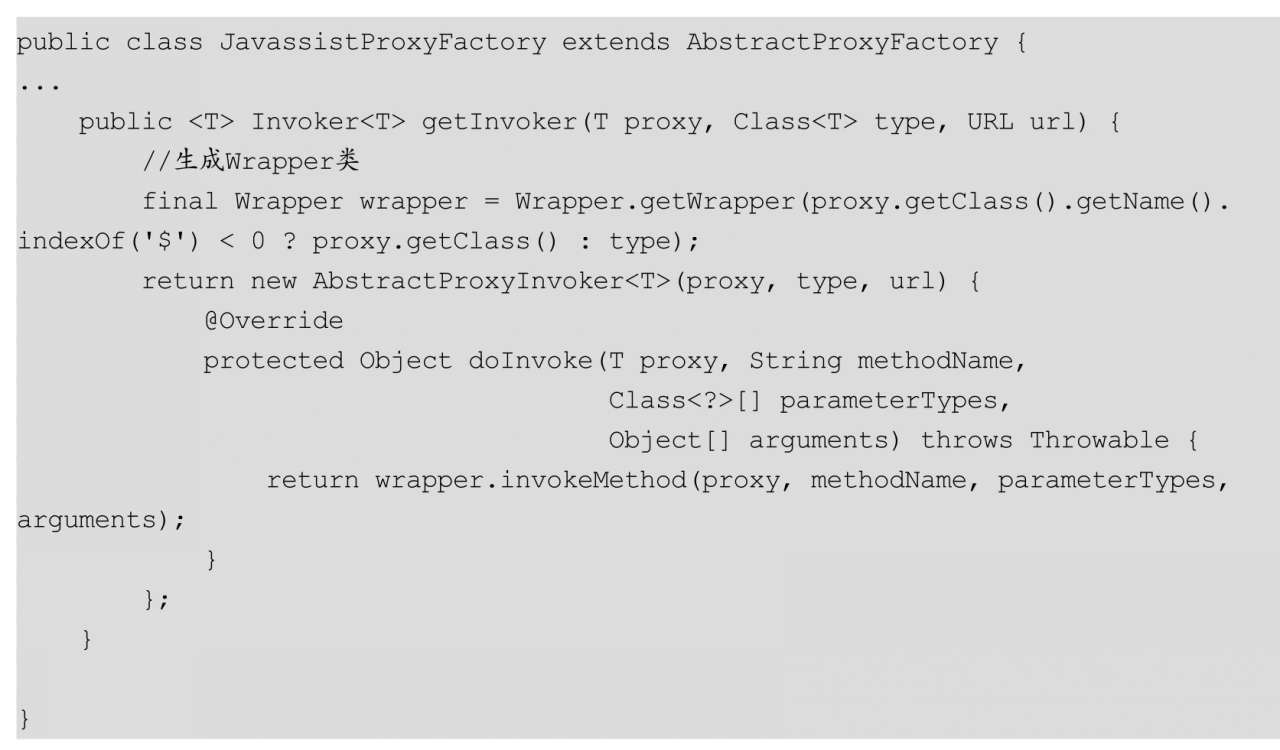 public class JavassistProxyFactory extends AbstractProxyFactory {
...
    public <T> Invoker<T> getInvoker(T proxy, Class<T> type, URL url) {
        //生成Wrapper类
        final Wrapper wrapper = Wrapper.getWrapper(proxy.getClass().getName().
indexOf('$') < 0 ? proxy.getClass() : type);
        return new AbstractProxyInvoker<T>(proxy, type, url) {
            @Override
            protected Object doInvoke(T proxy, String methodName,
                                      Class<?>[] parameterTypes,
                                      Object[] arguments) throws Throwable {
                return wrapper.invokeMethod(proxy, methodName, parameterTypes,
arguments);
            }
        };
    }

}